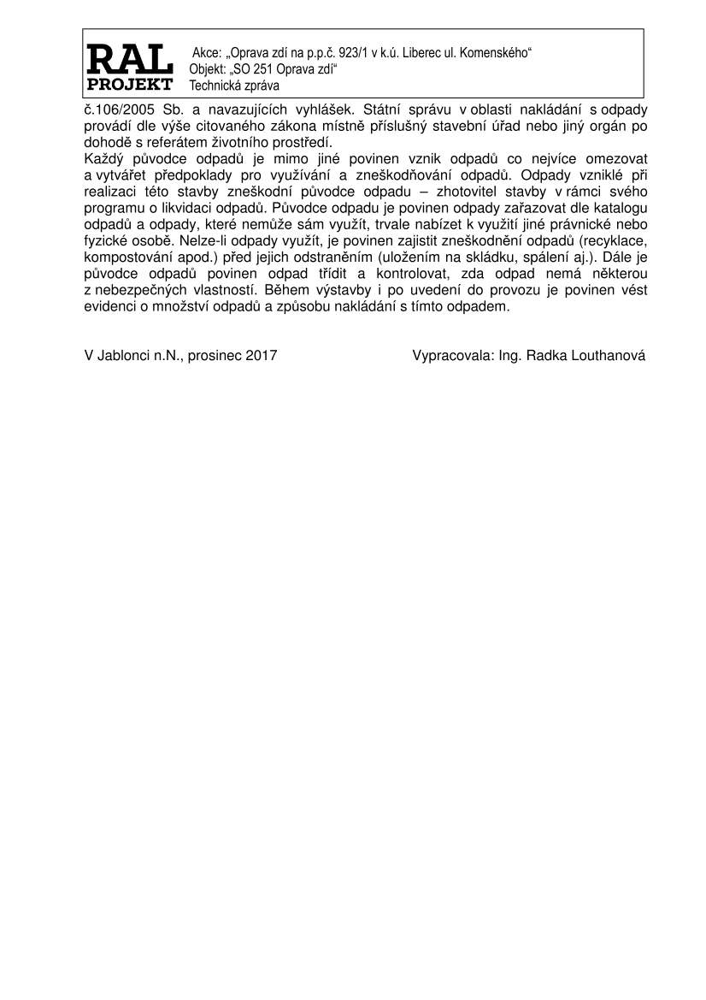 RAL
PROJEKT
Akce: „Oprava zdí na p.p.č. 923/1 v k.ú. Liberec ul. Komenského“
Objekt: „SO 251 Oprava zdí“
Technická zpráva
č.106/2005 Sb. a navazujících vyhlášek. Státní správu v oblasti nakládání s odpady
provádí dle výše citovaného zákona místně příslušný stavební úřad nebo jiný orgán po
dohodě s referátem životního prostředí.
Každý původce odpadů je mimo jiné povinen vznik odpadů co nejvíce omezovat
a vytvářet předpoklady pro využívání a zneškodňování odpadů. Odpady vzniklé při
realizaci této stavby zneškodní původce odpadu – zhotovitel stavby v rámci svého
programu o likvidaci odpadů. Původce odpadu je povinen odpady zařazovat dle katalogu
odpadů a odpady, které nemůže sám využít, trvale nabízet k využití jiné právnické nebo
fyzické osobě. Nelze-li odpady využít, je povinen zajistit zneškodnění odpadů (recyklace,
kompostování apod.) před jejich odstraněním (uložením na skládku, spálení aj.). Dále je
původce odpadů povinen odpad třídit a kontrolovat, zda odpad nemá některou
z nebezpečných vlastností. Během výstavby i po uvedení do provozu je povinen vést
evidenci o množství odpadů a způsobu nakládání s tímto odpadem.
V Jablonci n.N., prosinec 2017 Vypracovala: Ing. Radka Louthanová